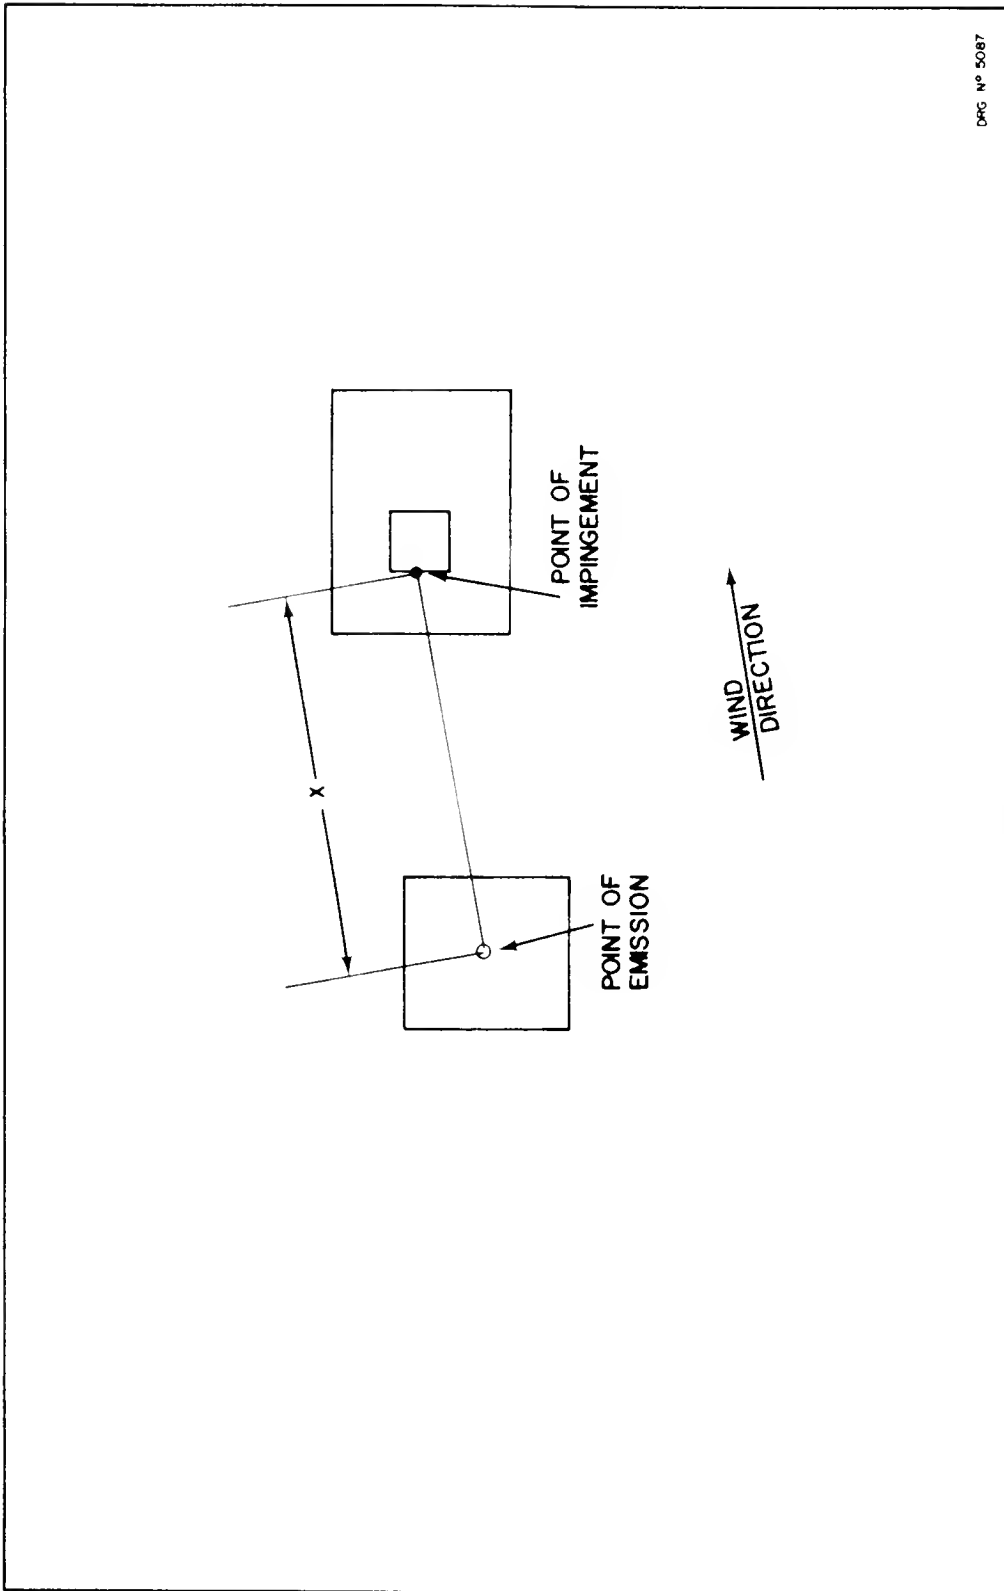 X
POINT OF
IMPINGEMENT
POINT OF
EMISSION
WIND
DIRECTION
DRG Nº 5087